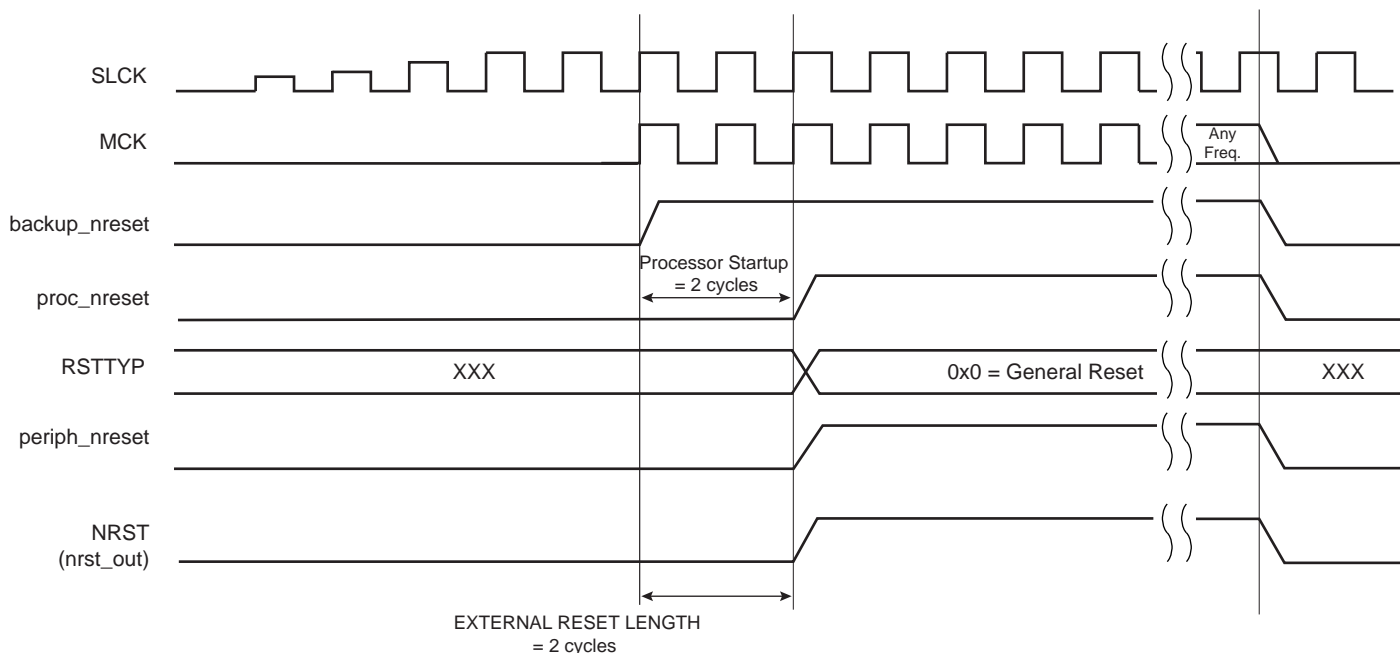 SLCK
MCK
Any
Freq.
backup_nreset
Processor Startup
= 2 cycles
proc_nreset
RSTTYP
XXX
0x0 = General Reset
XXX
periph_nreset
NRST
(nrst_out)
EXTERNAL RESET LENGTH
= 2 cycles